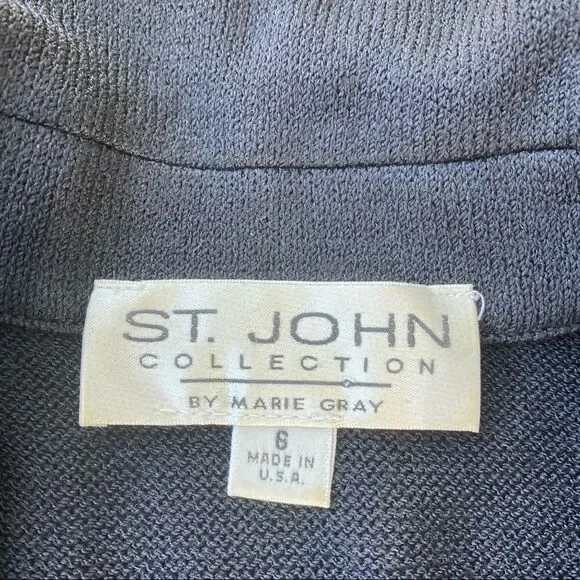 ST. JOHN
COLLECTION
BY MARIE GRAY
6
MADE IN
U.S.A.